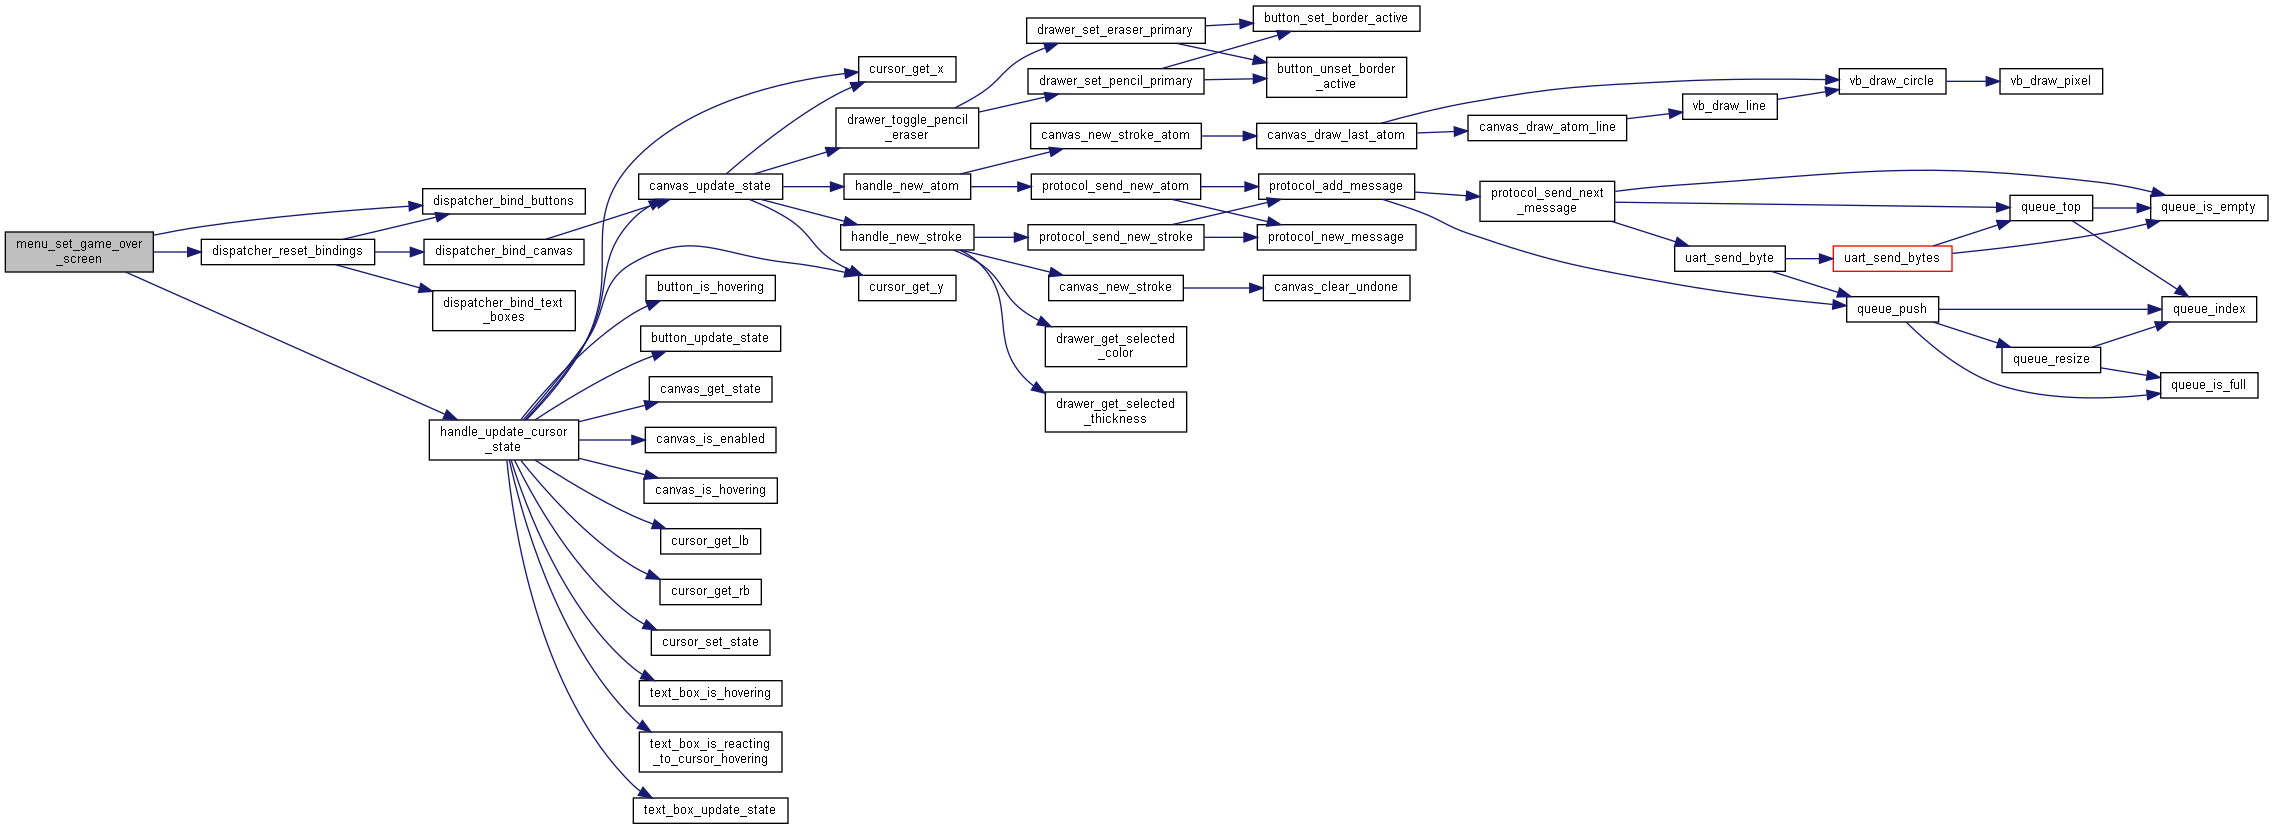 menu_set_game_over
_screen
dispatcher_bind_buttons
dispatcher_reset_bindings
dispatcher_bind_canvas
dispatcher_bind_text
_boxes
handle_update_cursor
_state
canvas_update_state
button_is_hovering
button_update_state
canvas_get_state
canvas_is_enabled
canvas_is_hovering
cursor_get_lb
cursor_get_rb
cursor_set_state
text_box_is_hovering
text_box_is_reacting
_to_cursor_hovering
text_box_update_state
cursor_get_x
drawer_toggle_pencil
_eraser
handle_new_atom
handle_new_stroke
cursor_get_y
drawer_set_eraser_primary
drawer_set_pencil_primary
canvas_new_stroke_atom
protocol_send_new_atom
protocol_send_new_stroke
canvas_new_stroke
drawer_get_selected
_color
drawer_get_selected
_thickness
button_set_border_active
button_unset_border
_active
canvas_draw_last_atom
protocol_add_message
protocol_new_message
canvas_clear_undone
canvas_draw_atom_line
protocol_send_next
_message
vb_draw_line
uart_send_byte
vb_draw_circle
uart_send_bytes
queue_push
vb_draw_pixel
queue_top
queue_resize
queue_is_empty
queue_index
queue_is_full